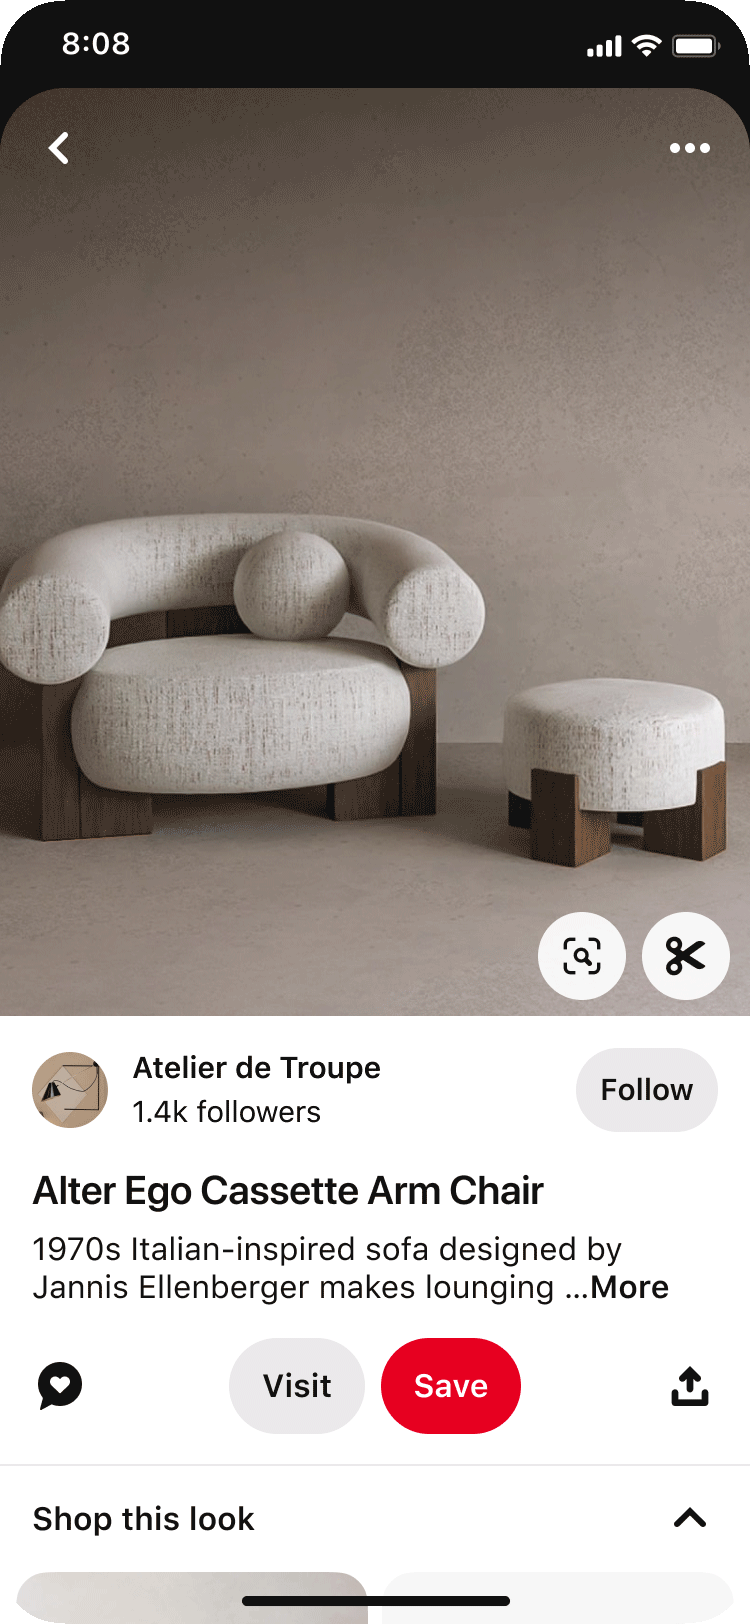 8:08
Atelier de Troupe
1.4k followers
Follow
Alter Ego Cassette Arm Chair
1970s Italian-inspired sofa designed by
Jannis Ellenberger makes lounging ...More
Visit
Save
Shop this look